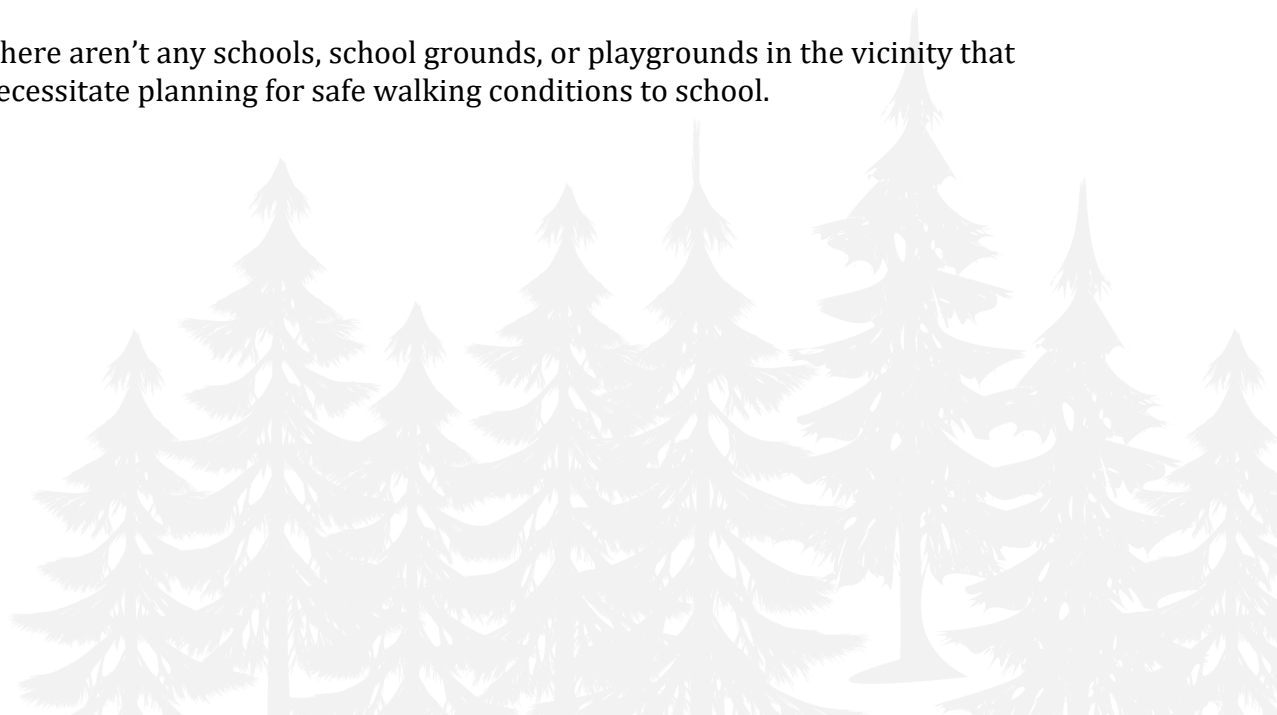 here aren’t any schools, school grounds, or playgrounds in the vicinity that
ecessitate planning for safe walking conditions to school.